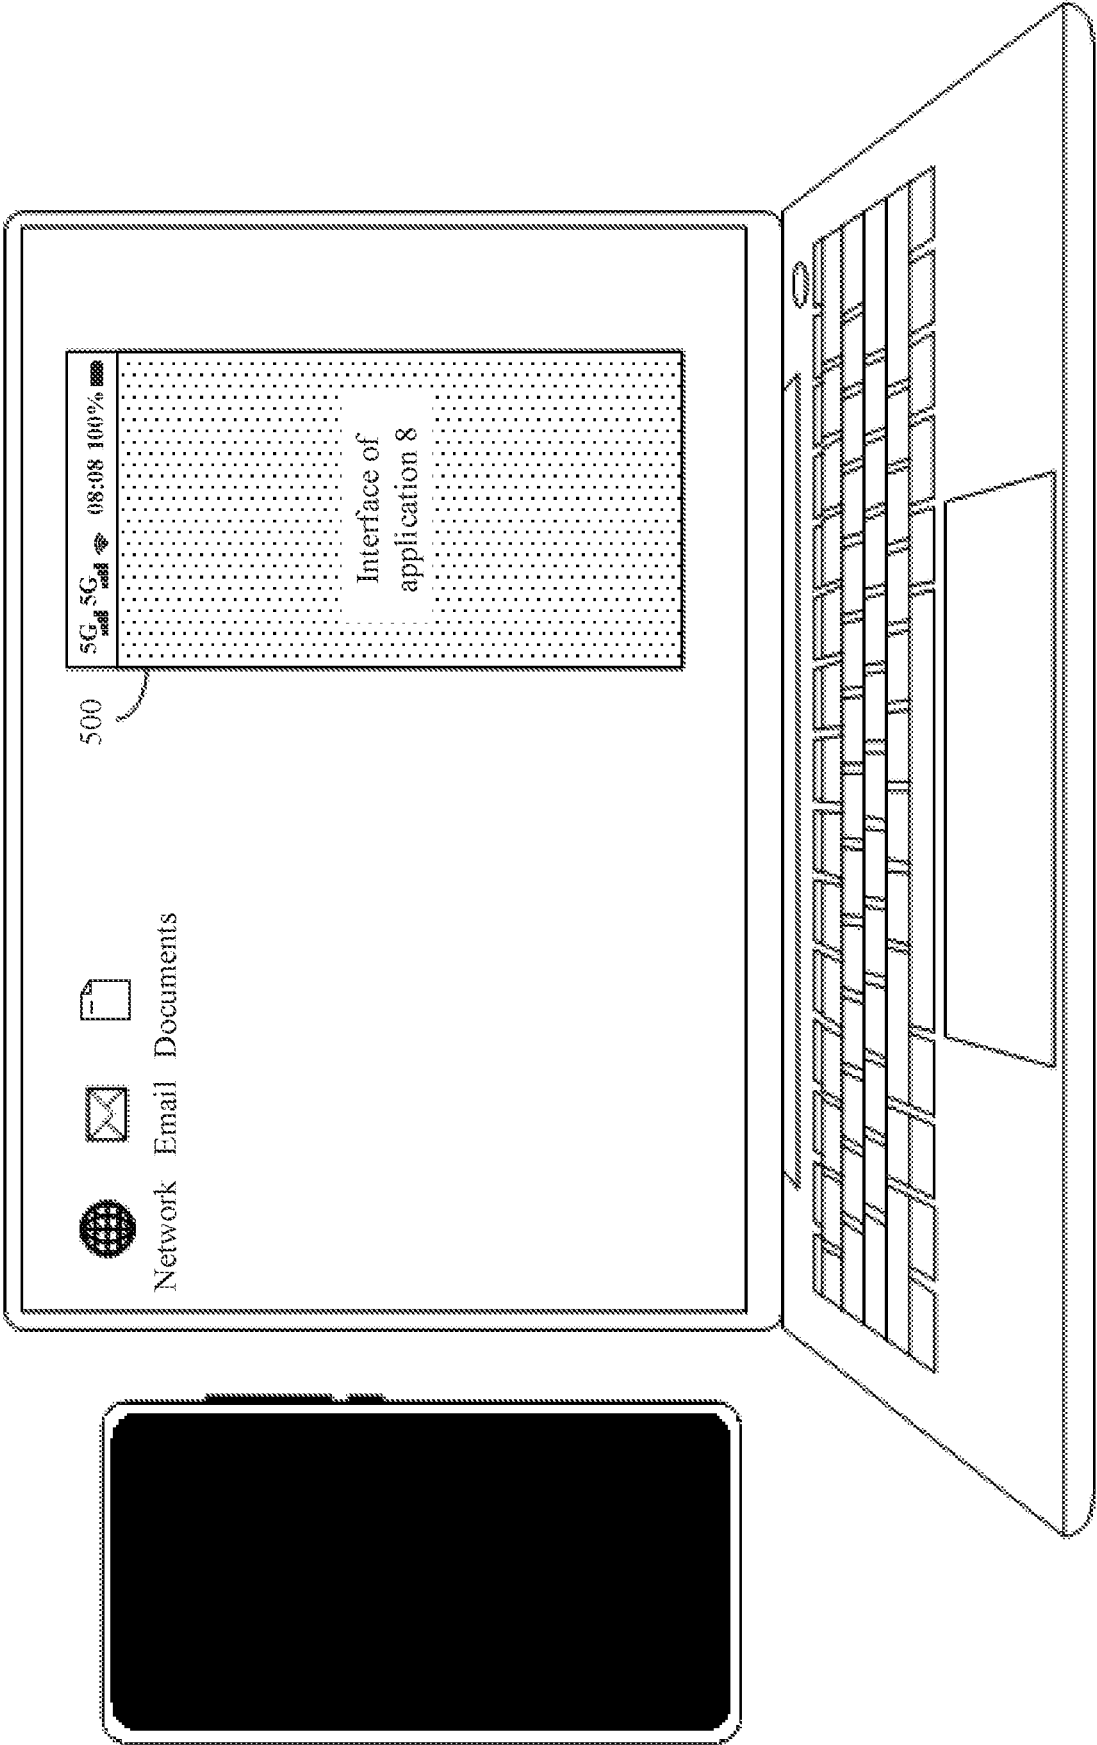 Network Email Documents
500
5G 5G 08:08 100%
Interface of
application 8